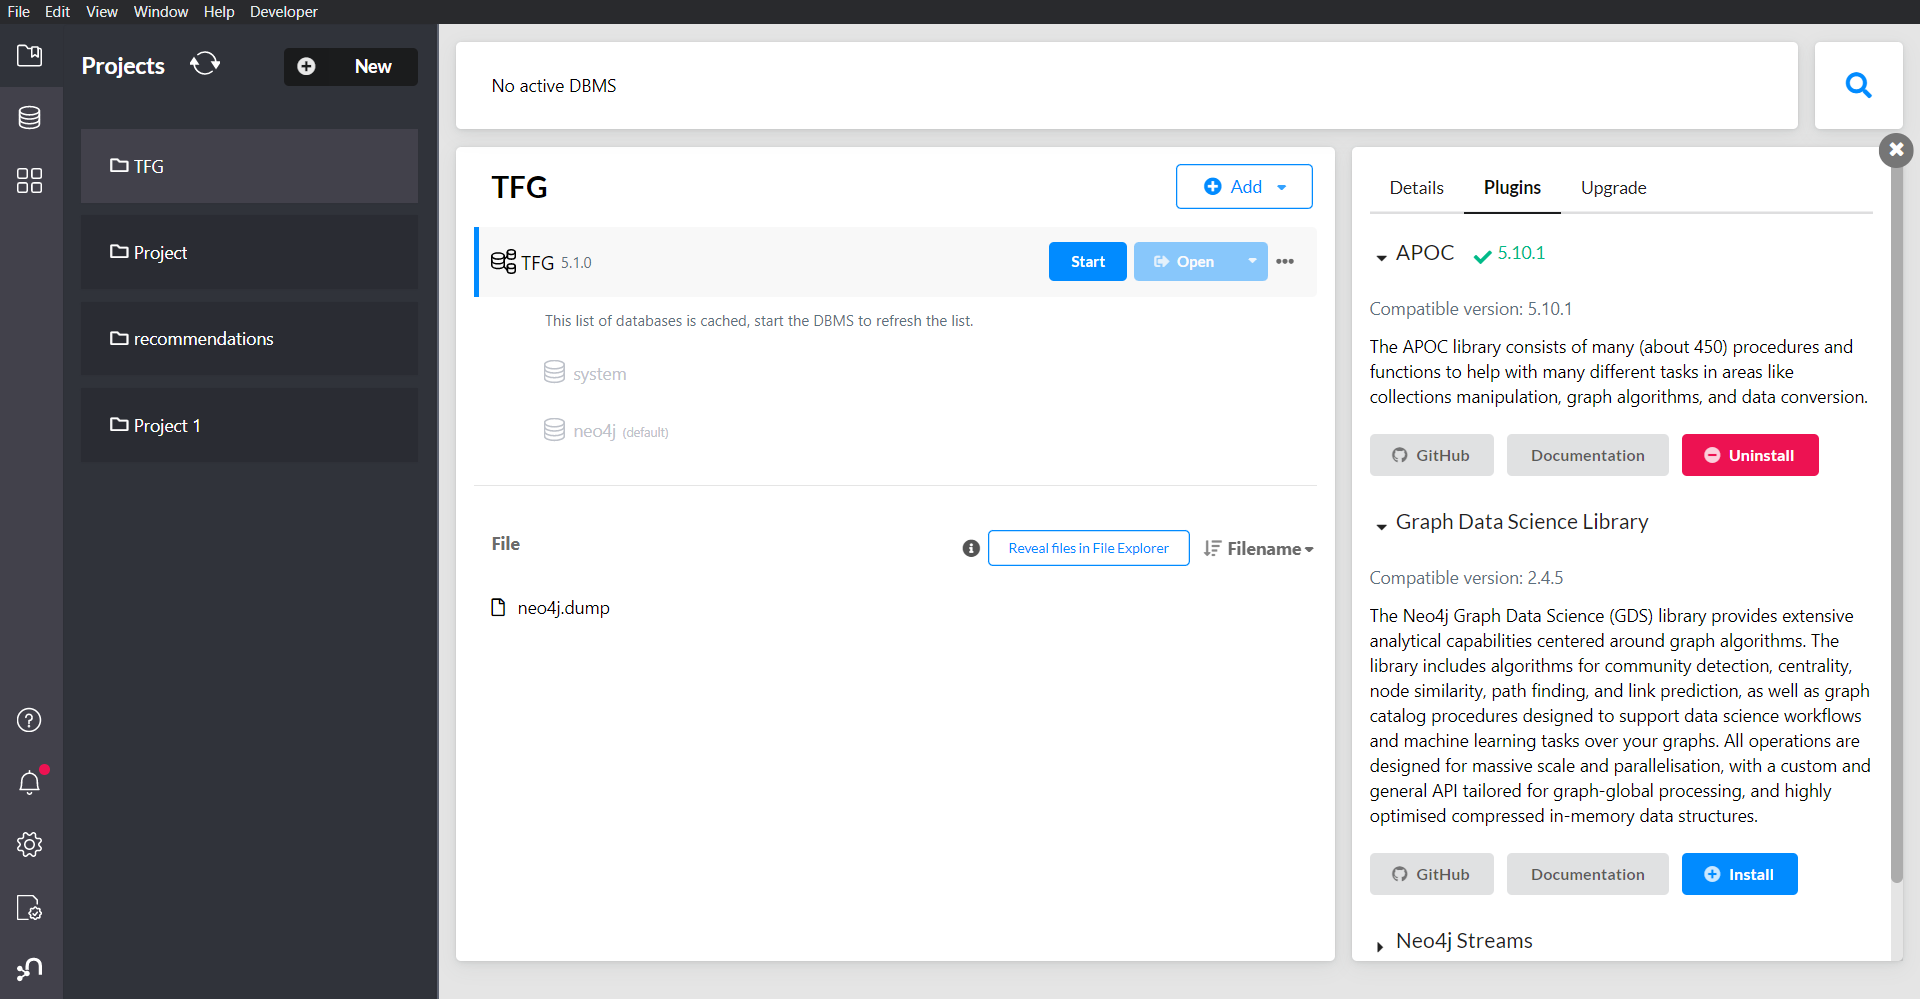 File Edit View Window Help Developer
Projects
New
TFG
Project
recommendations
Project 1
No active DBMS
TFG
Add
TFG 5.1.0
Start
Open
This list of databases is cached, start the DBMS to refresh the list.
system
neo4j (default)
File
Reveal files in File Explorer
Filename
neo4j.dump
Details Plugins Upgrade
APOC 5.10.1
Compatible version: 5.10.1
The APOC library consists of many (about 450) procedures and
functions to help with many different tasks in areas like
collections manipulation, graph algorithms, and data conversion.
GitHub Documentation Uninstall
Graph Data Science Library
Compatible version: 2.4.5
The Neo4j Graph Data Science (GDS) library provides extensive
analytical capabilities centered around graph algorithms. The
library includes algorithms for community detection, centrality,
node similarity, path finding, and link prediction, as well as graph
catalog procedures designed to support data science workflows
and machine learning tasks over your graphs. All operations are
designed for massive scale and parallelisation, with a custom and
general API tailored for graph-global processing, and highly
optimised compressed in-memory data structures.
GitHub Documentation Install
Neo4j Streams